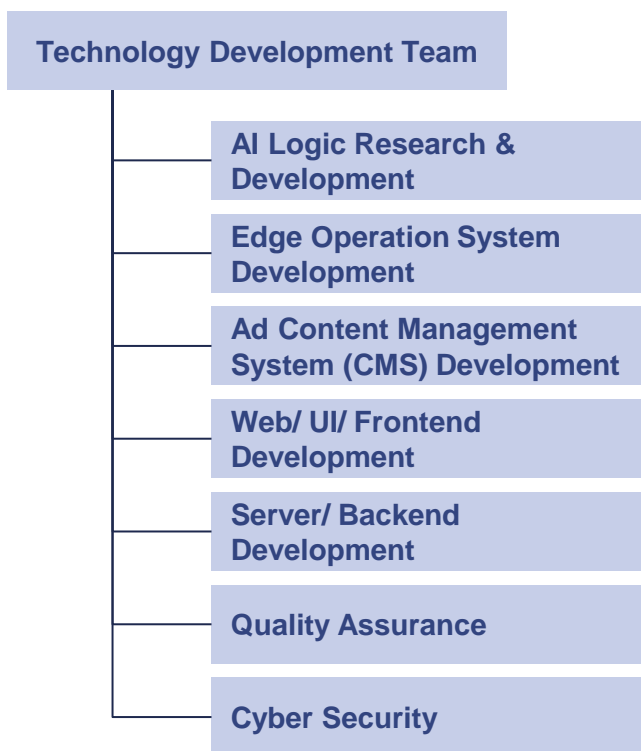 Technology Development Team
AI Logic Research &
Development
Edge Operation System
Development
Ad Content Management
System (CMS) Development
Web/ UI/ Frontend
Development
Server/ Backend
Development
Quality Assurance
Cyber Security